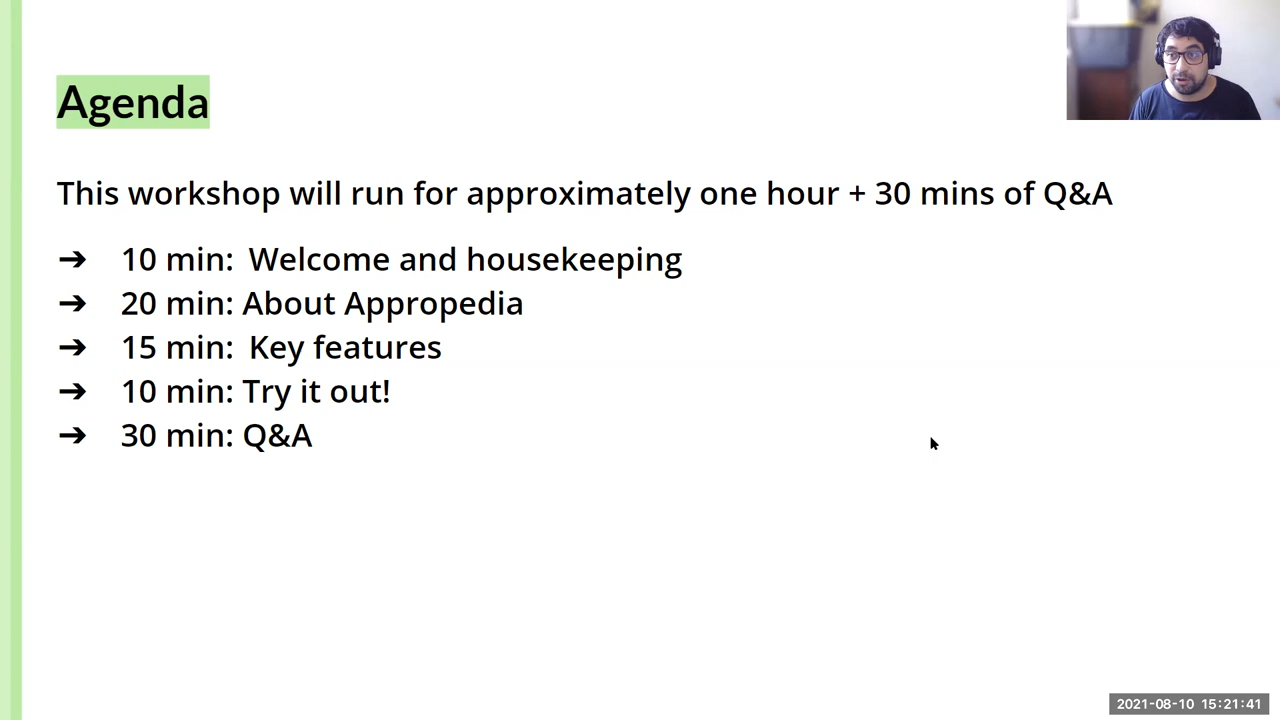 Agenda
This workshop will run for approximately one hour + 30 mins of Q&A
➔ 10 min: Welcome and housekeeping
➔ 20 min: About Appropedia
➔ 15 min: Key features
➔ 10 min: Try it out!
➔ 30 min: Q&A
2021-08-10 15:21:41